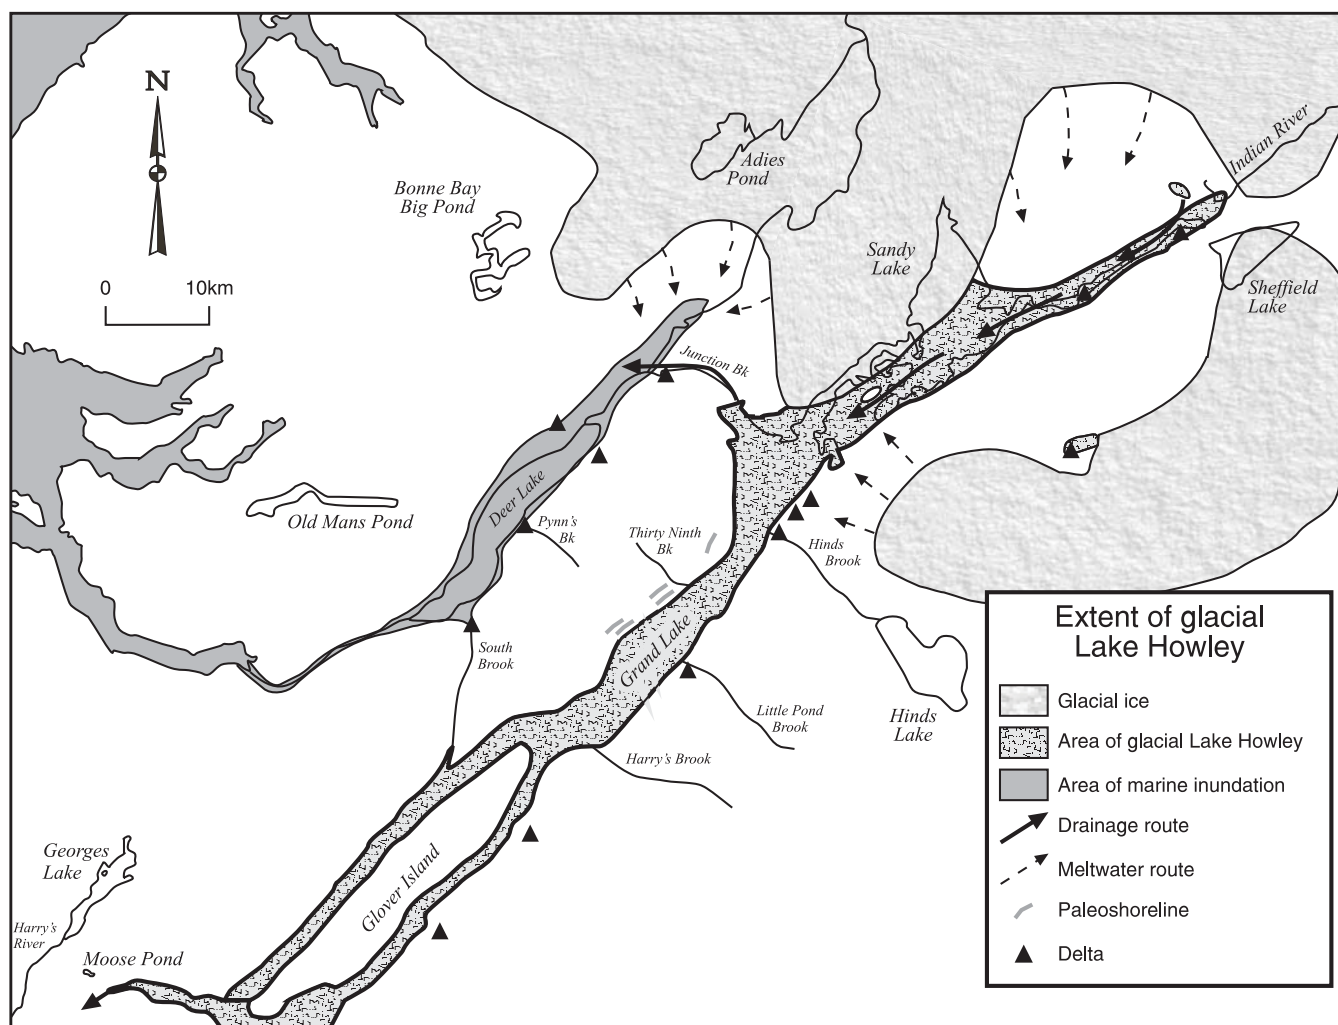 N
0 10km
Bonne Bay
Big Pond
Adies
Pond
Indian River
Sandy
Lake
Sheffield
Lake
Junction Bk
Deer Lake
Old Mans Pond
Pynn's
Bk
Thirty Ninth
Bk
Hinds
Brook
South
Brook
Grand Lake
Little Pond
Brook
Hinds
Lake
Harry's Brook
Georges
Lake
Glover Island
Harry's
River
Moose Pond
Extent of glacial
Lake Howley
Glacial ice
Area of glacial Lake Howley
Area of marine inundation
Drainage route
Meltwater route
Paleoshoreline
Delta